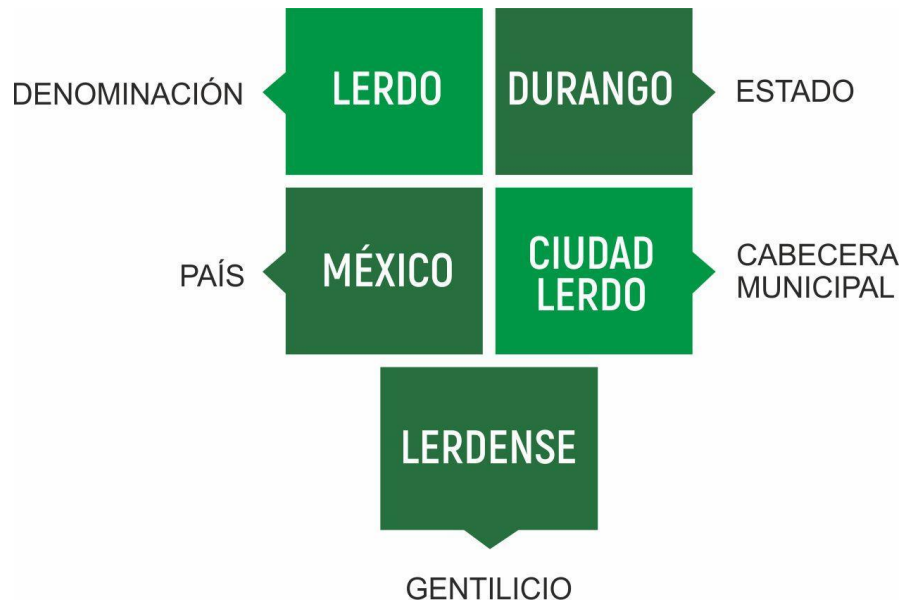 DENOMINACIÓN
LERDO
DURANGO
ESTADO
PAÍS
MÉXICO
CIUDAD
LERDO
CABECERA
MUNICIPAL
LERDENSE
GENTILICIO